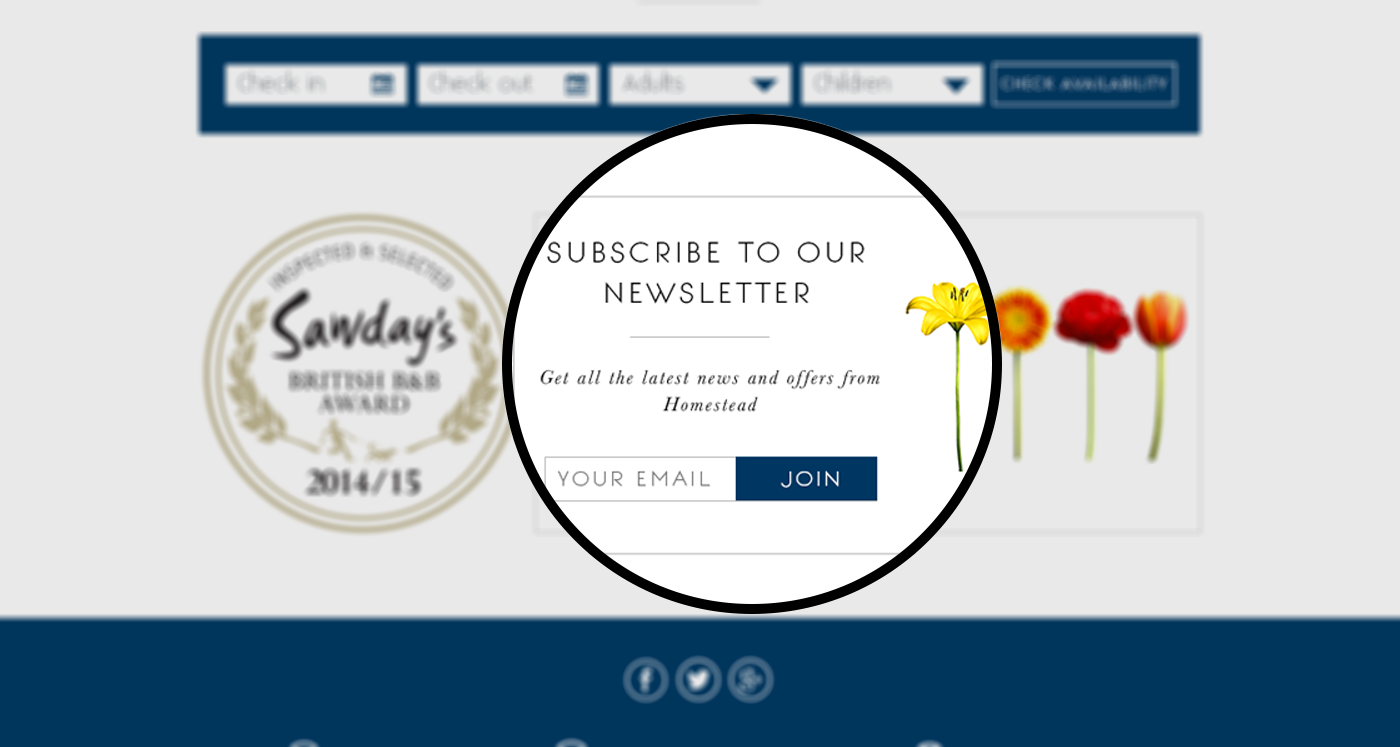 Check in
Check out
Adults
Children
CHECK AVAILABILITY
INSPECTED & SELECTED
Sawday's
BRITISH B&B
AWARD
2014/15
SUBSCRIBE TO OUR
NEWSLETTER
Get all the latest news and offers from
Homestead
YOUR EMAIL
JOIN